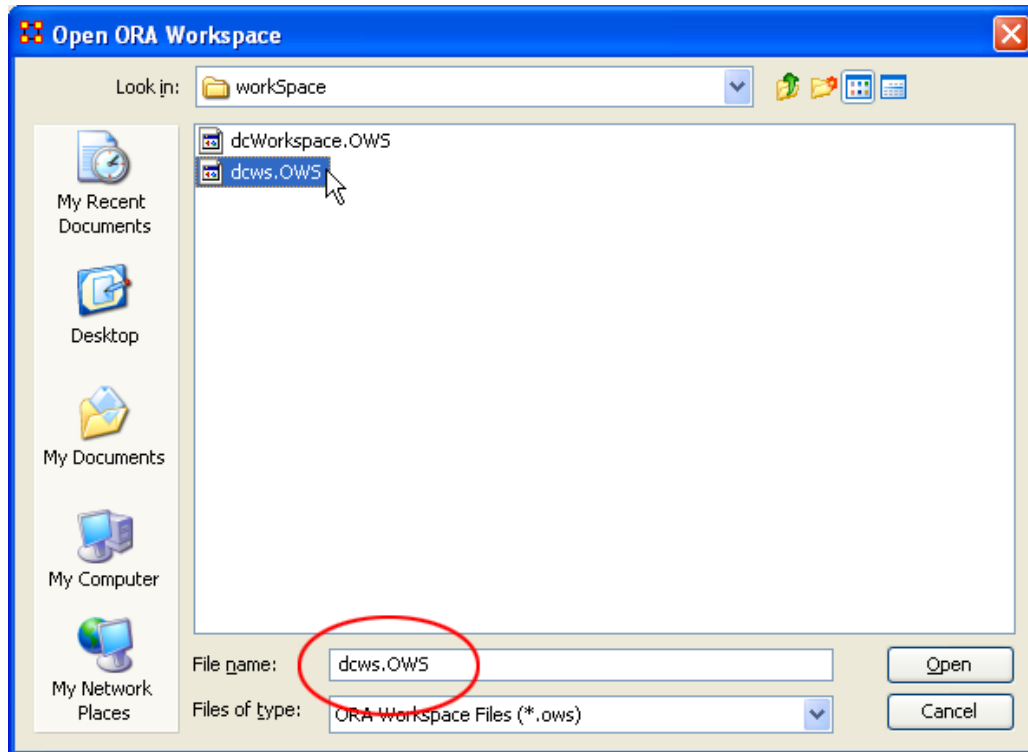 Open ORA Workspace
Look in:
workSpace
dcWorkspace.OWS
dcws.OWS
My Recent
Documents
Desktop
My Documents
My Computer
My Network
Places
File name:
dcws.OWS
Open
Files of type:
ORA Workspace Files (*.ows)
Cancel